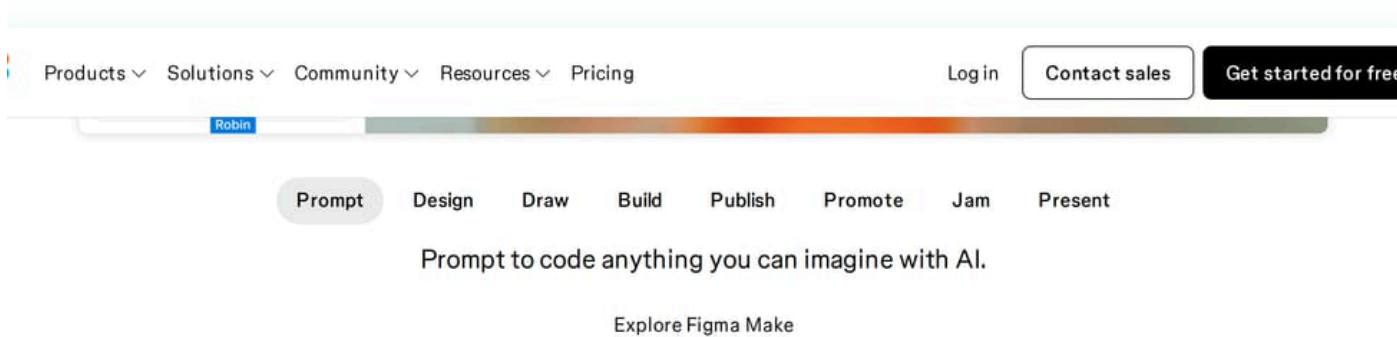 Products Solutions Community Resources Pricing Log in Contact sales Get started for free
Robin
Prompt Design Draw Build Publish Promote Jam Present
Prompt to code anything you can imagine with AI.
Explore Figma Make